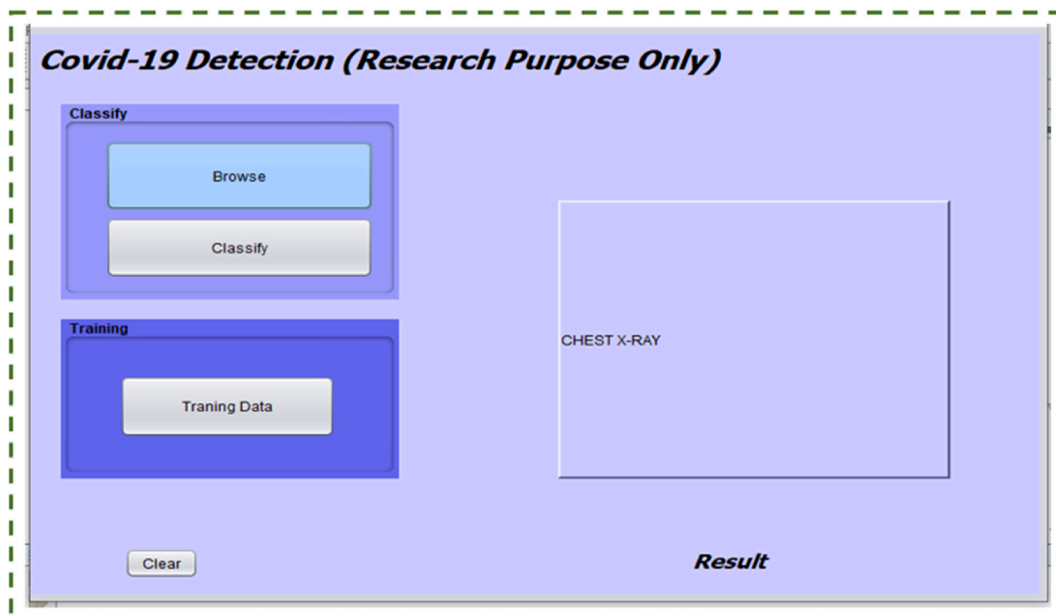 Covid-19 Detection (Research Purpose Only)
Classify
Browse
Classify
Training
Traning Data
CHEST X-RAY
Clear
Result